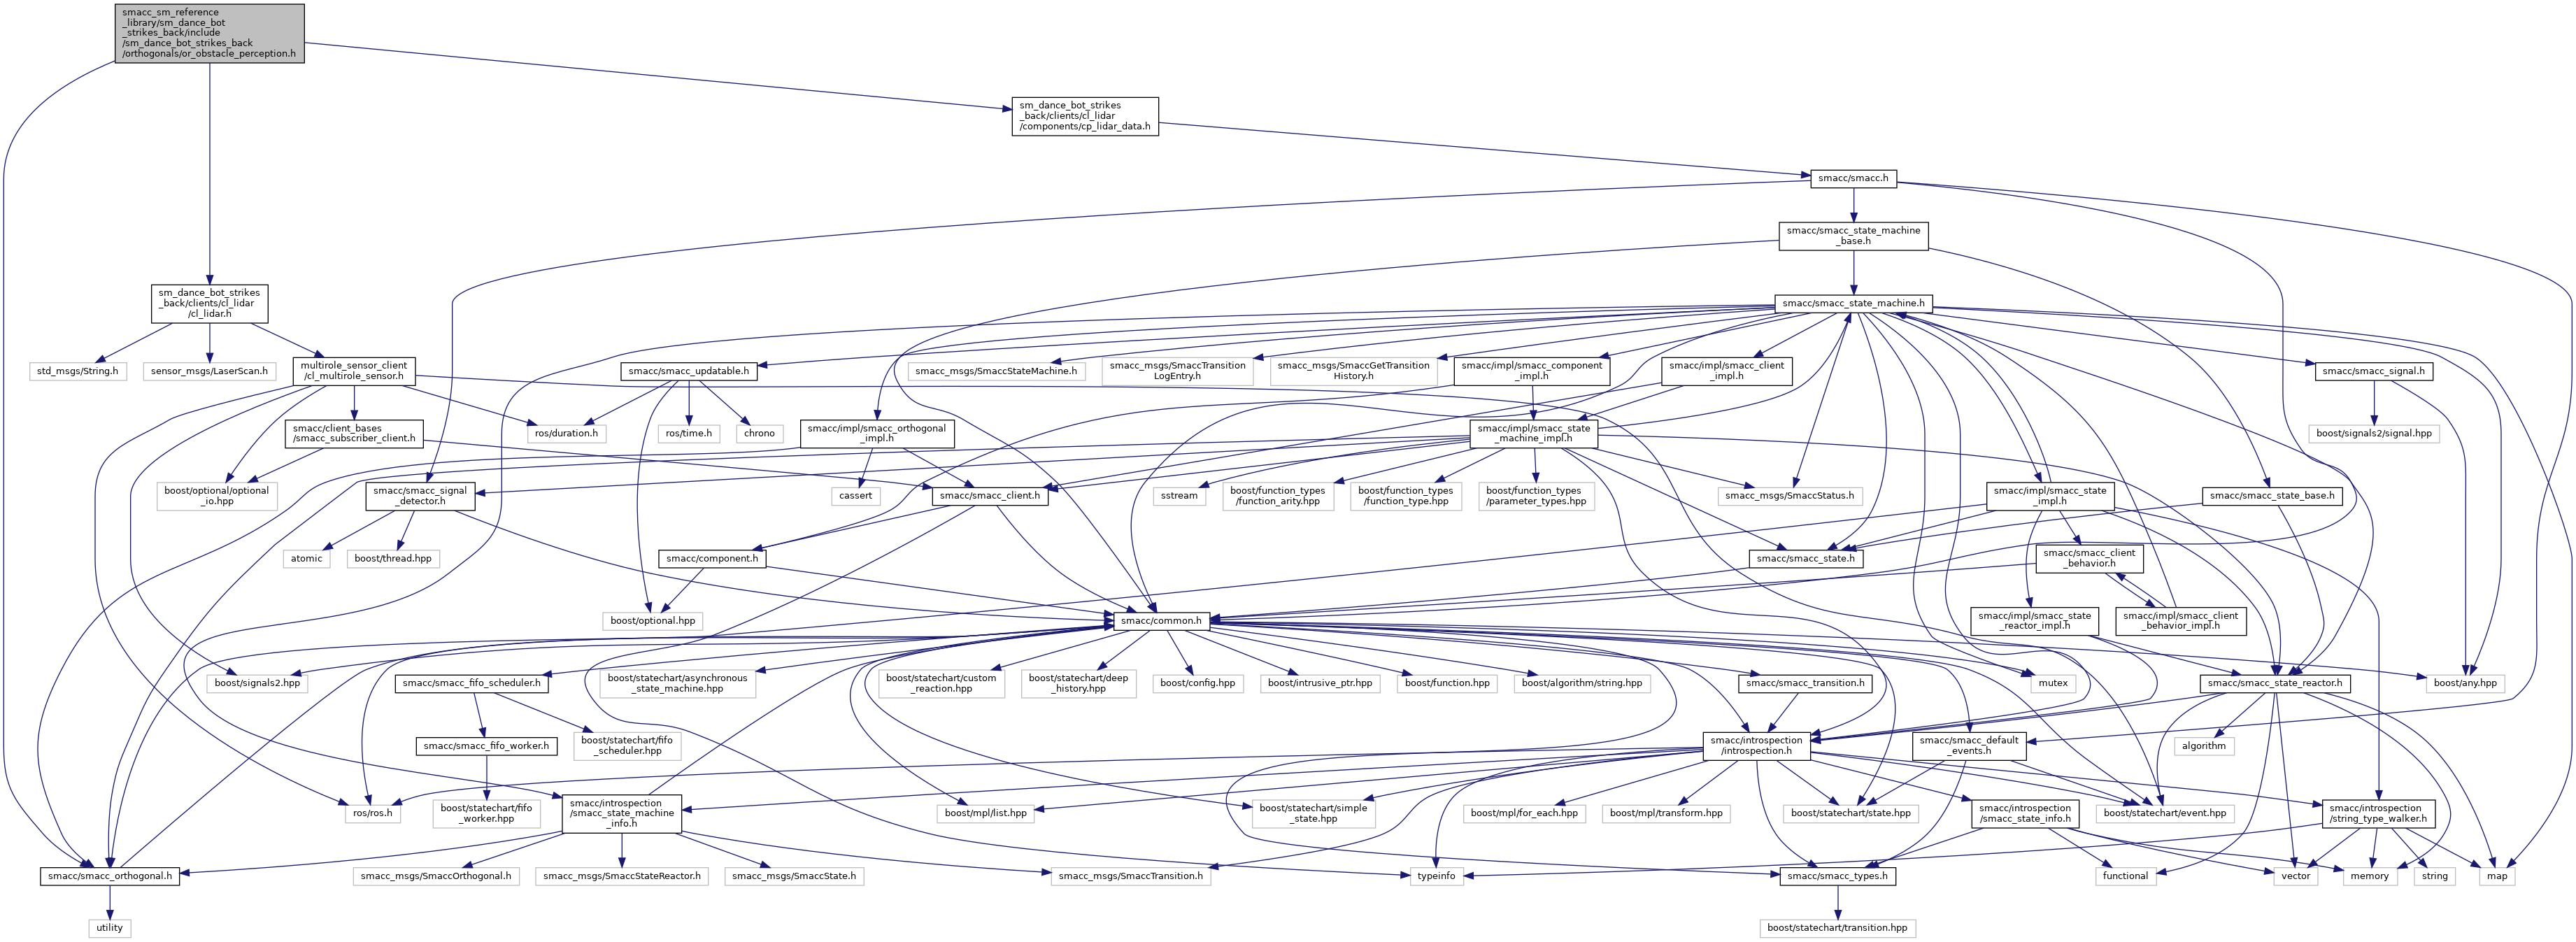 smacc_sm_reference
_library/sm_dance_bot
_strikes_back/include
/sm_dance_bot_strikes_back
/orthogonals/or_obstacle_perception.h
sm_dance_bot_strikes
_back/clients/cl_lidar
/components/cp_lidar_data.h
smacc/smacc.h
smacc/smacc_state_machine
_base.h
sm_dance_bot_strikes
_back/clients/cl_lidar
/cl_lidar.h
smacc/smacc_state_machine.h
std_msgs/String.h
sensor_msgs/LaserScan.h
multirole_sensor_client
/cl_multirole_sensor.h
smacc/smacc_updatable.h
smacc_msgs/SmaccStateMachine.h
smacc_msgs/SmaccTransition
LogEntry.h
smacc_msgs/SmaccGetTransition
History.h
smacc/impl/smacc_component
_impl.h
smacc/impl/smacc_client
_impl.h
smacc/smacc_signal.h
smacc/client_bases
/smacc_subscriber_client.h
ros/duration.h
ros/time.h
chrono
smacc/impl/smacc_orthogonal
_impl.h
smacc/impl/smacc_state
_machine_impl.h
boost/signals2/signal.hpp
boost/optional/optional
_io.hpp
smacc/smacc_signal
_detector.h
cassert
smacc/smacc_client.h
sstream
boost/function_types
/function_arity.hpp
boost/function_types
/function_type.hpp
boost/function_types
/parameter_types.hpp
smacc_msgs/SmaccStatus.h
smacc/impl/smacc_state
_impl.h
smacc/smacc_state_base.h
atomic
boost/thread.hpp
smacc/component.h
smacc/smacc_state.h
smacc/smacc_client
_behavior.h
boost/optional.hpp
smacc/common.h
smacc/impl/smacc_state
_reactor_impl.h
smacc/impl/smacc_client
_behavior_impl.h
boost/signals2.hpp
smacc/smacc_fifo_scheduler.h
boost/statechart/asynchronous
_state_machine.hpp
boost/statechart/custom
_reaction.hpp
boost/statechart/deep
_history.hpp
boost/config.hpp
boost/intrusive_ptr.hpp
boost/function.hpp
boost/algorithm/string.hpp
smacc/smacc_transition.h
mutex
smacc/smacc_state_reactor.h
boost/any.hpp
smacc/smacc_fifo_worker.h
boost/statechart/fifo
_scheduler.hpp
smacc/introspection
/introspection.h
smacc/smacc_default
_events.h
algorithm
ros/ros.h
boost/statechart/fifo
_worker.hpp
smacc/introspection
/smacc_state_machine
_info.h
boost/mpl/list.hpp
boost/statechart/simple
_state.hpp
boost/mpl/for_each.hpp
boost/mpl/transform.hpp
boost/statechart/state.hpp
smacc/introspection
/smacc_state_info.h
boost/statechart/event.hpp
smacc/introspection
/string_type_walker.h
smacc/smacc_orthogonal.h
smacc_msgs/SmaccOrthogonal.h
smacc_msgs/SmaccStateReactor.h
smacc_msgs/SmaccState.h
smacc_msgs/SmaccTransition.h
typeinfo
smacc/smacc_types.h
functional
vector
memory
string
map
utility
boost/statechart/transition.hpp